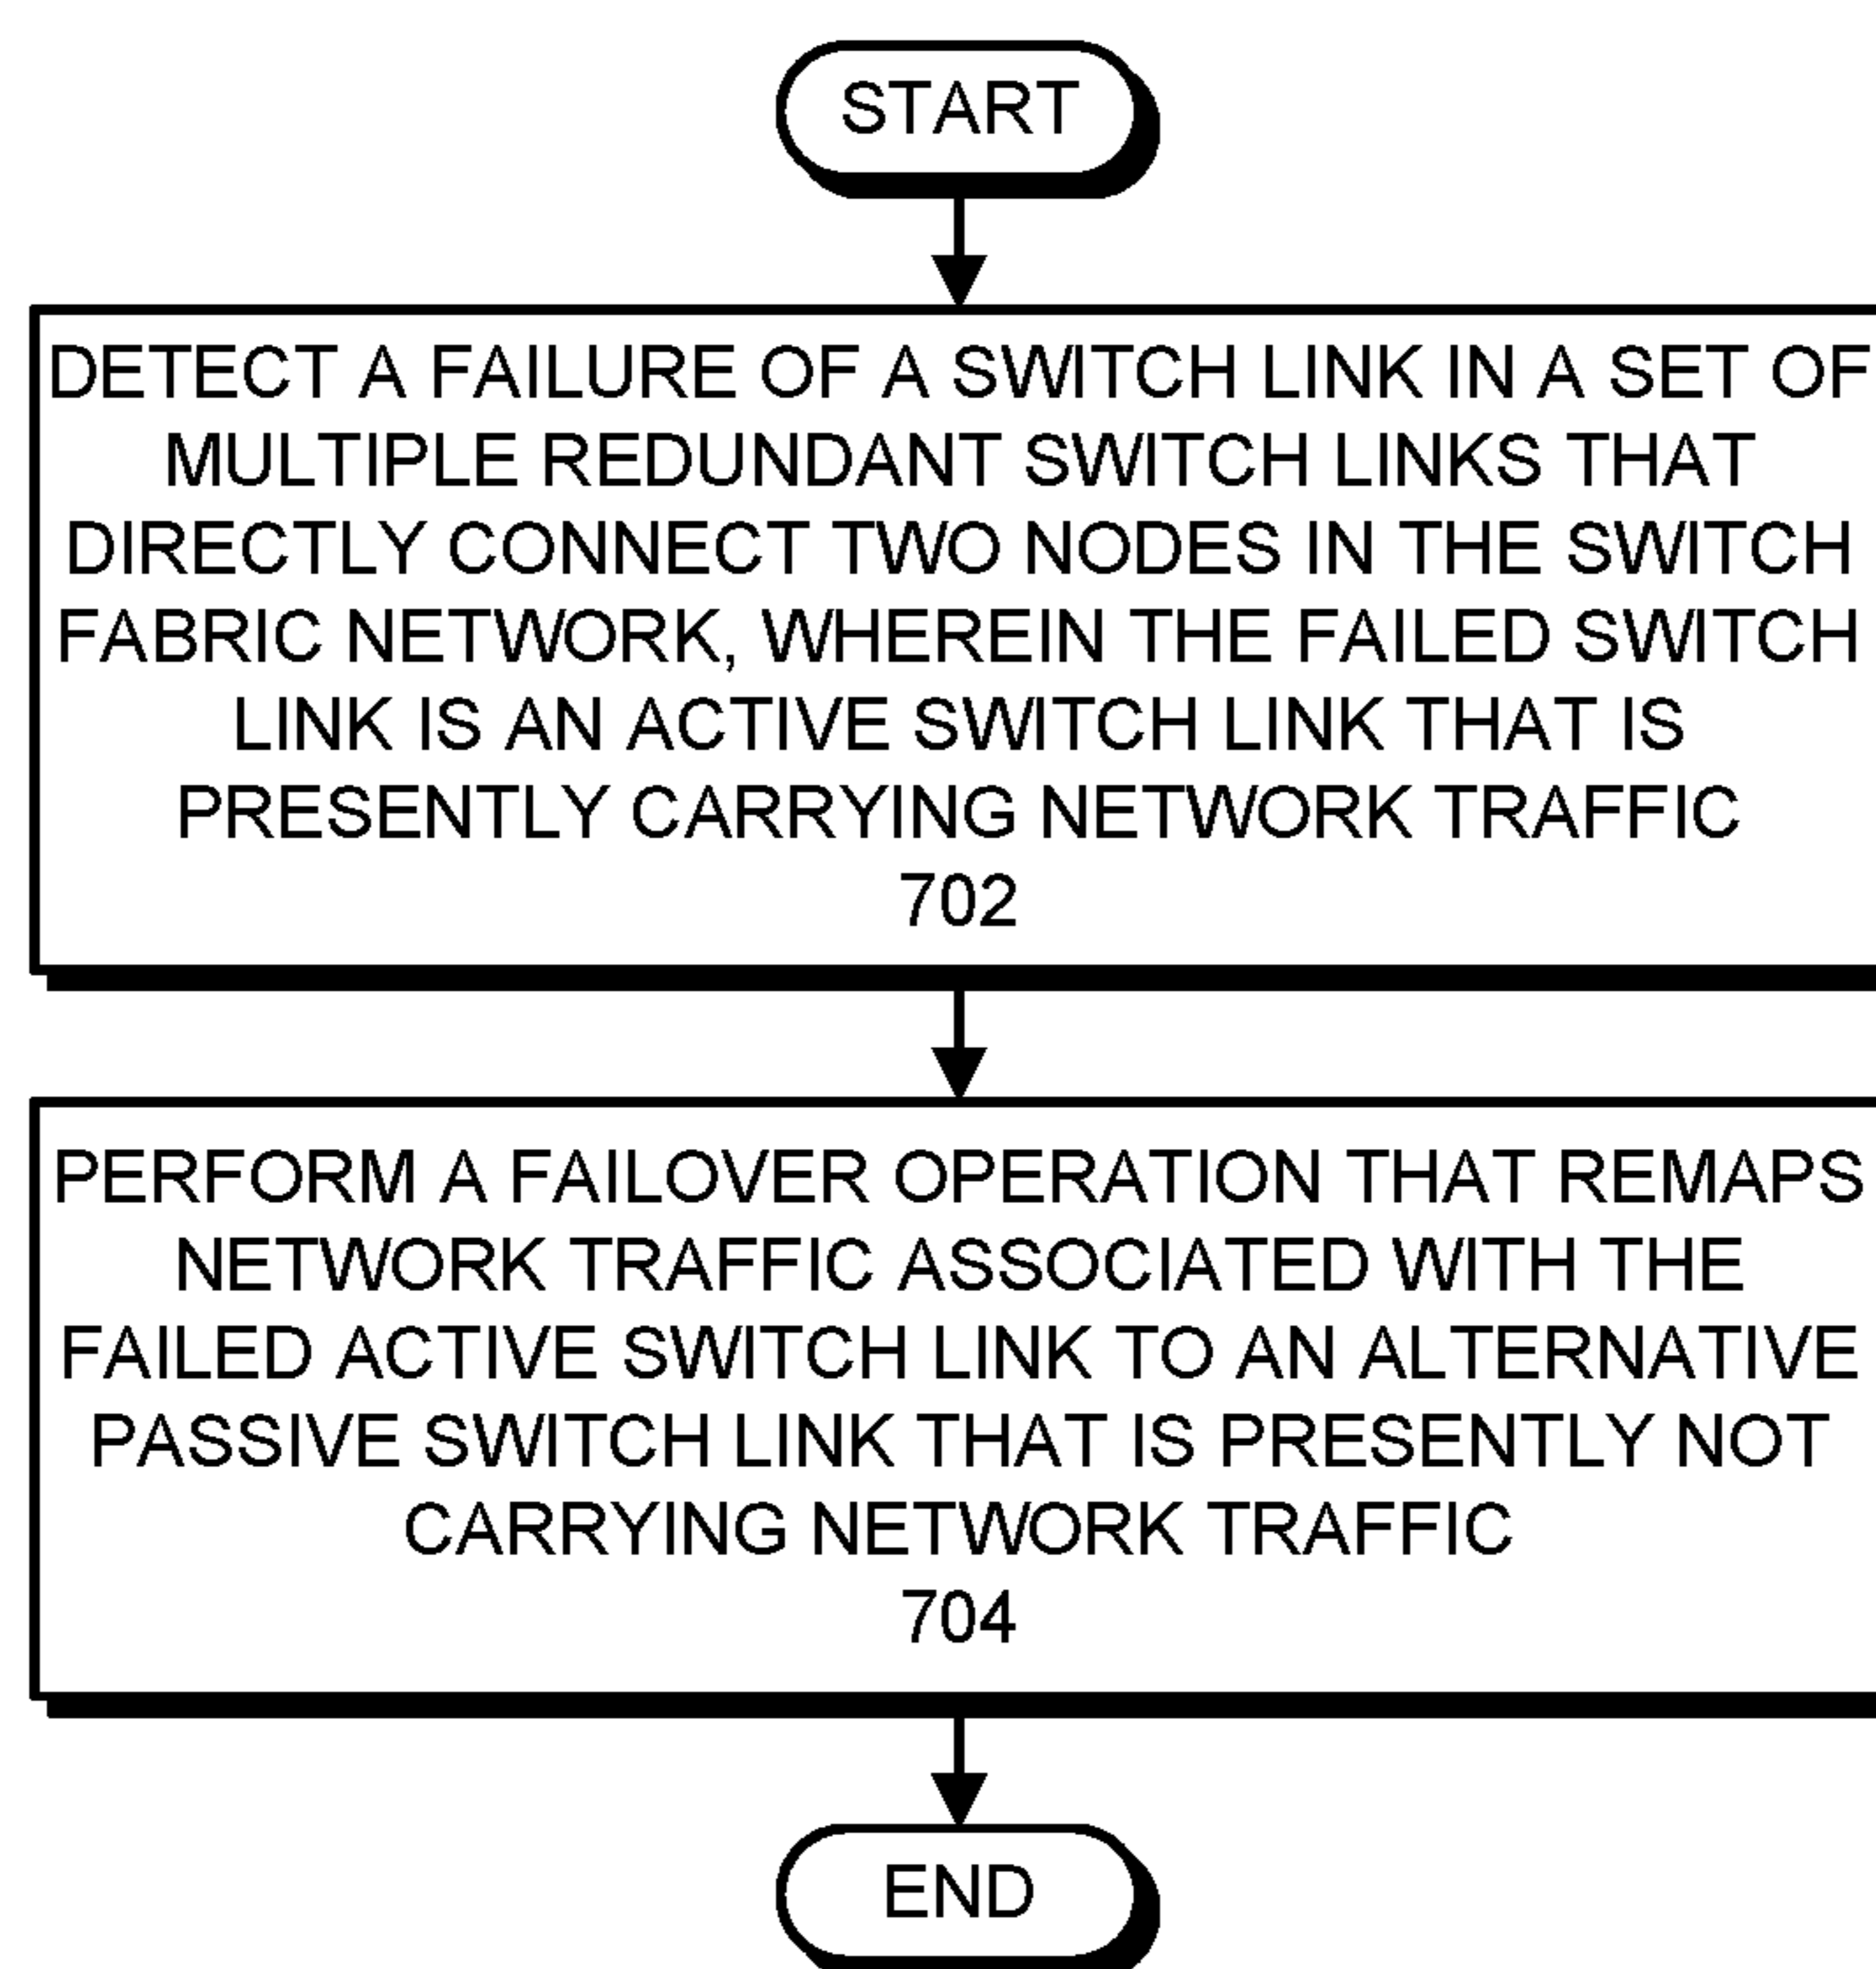 START
DETECT A FAILURE OF A SWITCH LINK IN A SET OF
MULTIPLE REDUNDANT SWITCH LINKS THAT
DIRECTLY CONNECT TWO NODES IN THE SWITCH
FABRIC NETWORK, WHEREIN THE FAILED SWITCH
LINK IS AN ACTIVE SWITCH LINK THAT IS
PRESENTLY CARRYING NETWORK TRAFFIC
702
PERFORM A FAILOVER OPERATION THAT REMAPS
NETWORK TRAFFIC ASSOCIATED WITH THE
FAILED ACTIVE SWITCH LINK TO AN ALTERNATIVE
PASSIVE SWITCH LINK THAT IS PRESENTLY NOT
CARRYING NETWORK TRAFFIC
704
END